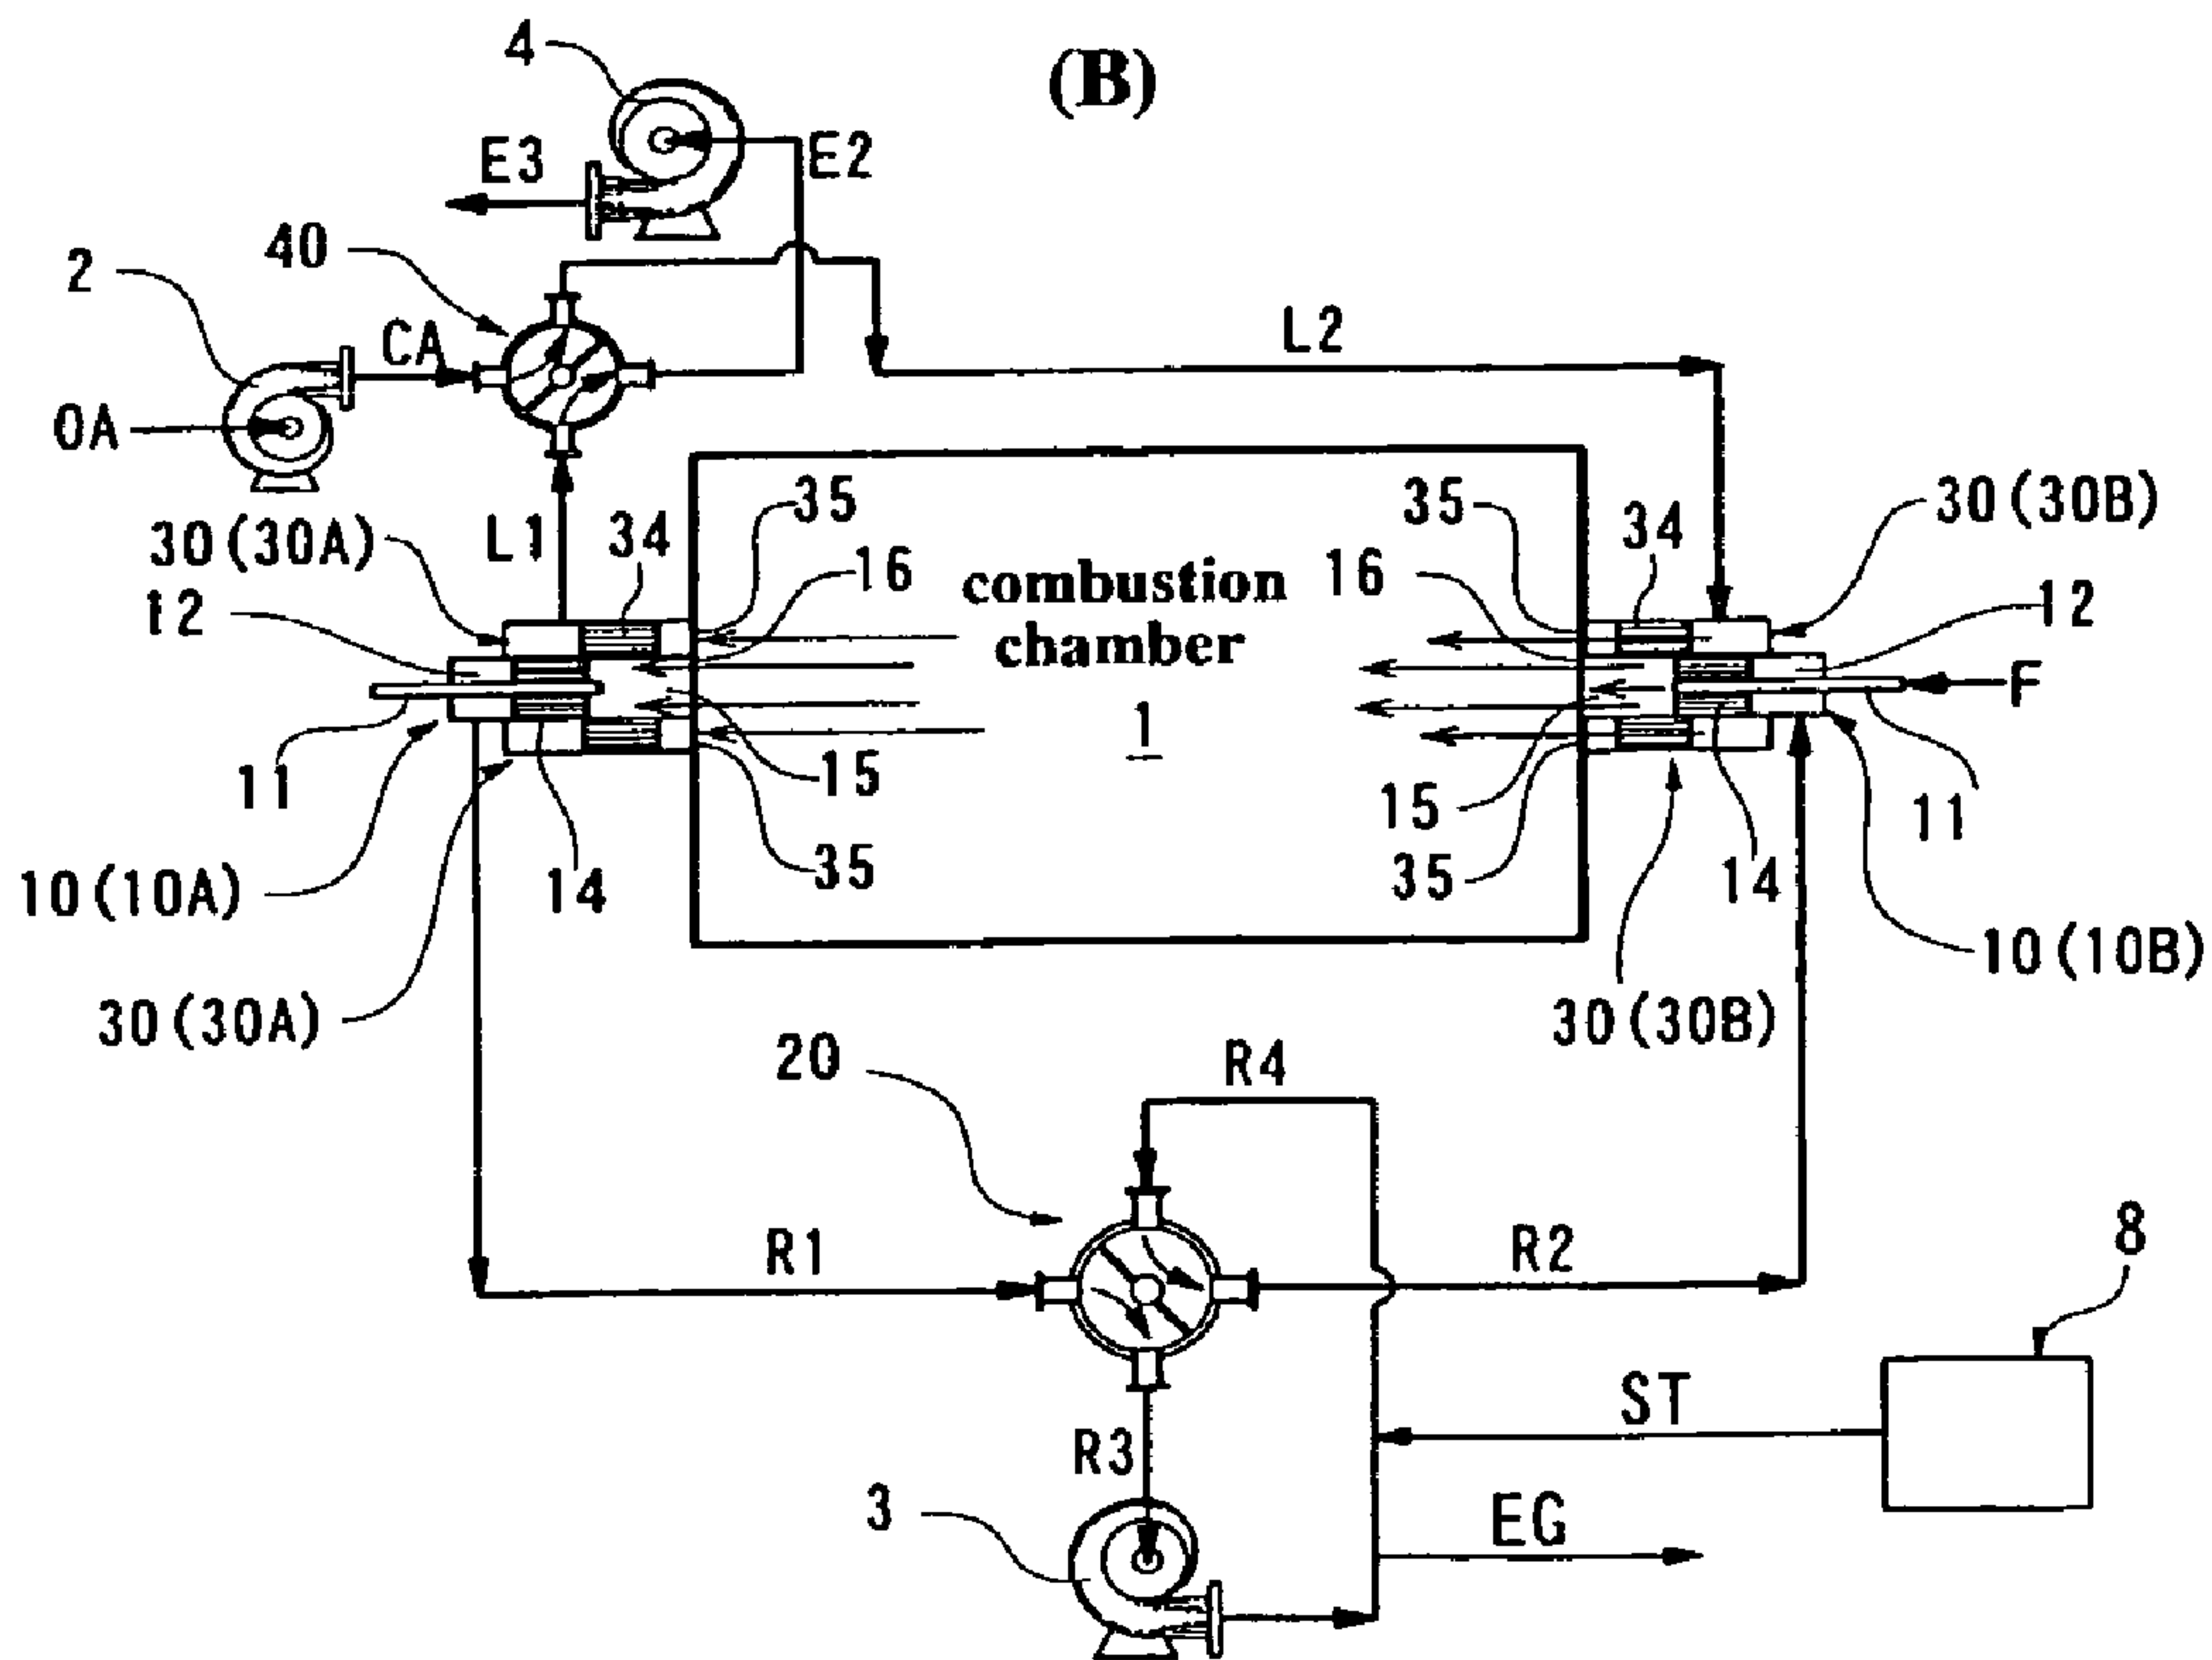 4
(B)
E3
E2
40
2
CA
L2
OA
35
35
30(30B)
30(30A)
L1
34
34
16
combustion
16
12
12
chamber
F
1
11
15
15
11
35
35
10(10A)
14
14
10(10B)
30(30A)
30(30B)
20
R4
R1
R2
8
ST
R3
3
EG